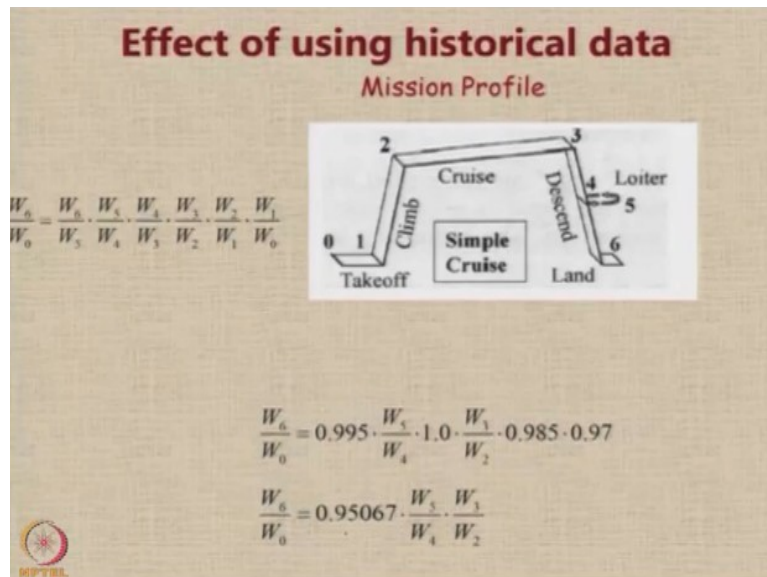 Effect of using historical data
Mission Profile
W₆/W₀ = W₆/W₅ · W₅/W₄ · W₄/W₃ · W₃/W₂ · W₂/W₁ · W₁/W₀
2 3
Cruise
Climb
Descend
4 Loiter
5
0 1
Simple
Cruise
6
Takeoff
Land
W₆/W₀ = 0.995 · W₅/W₄ · 1.0 · W₃/W₂ · 0.985 · 0.97
W₆/W₀ = 0.95067 · W₅/W₄ · W₃/W₂
NPTEL